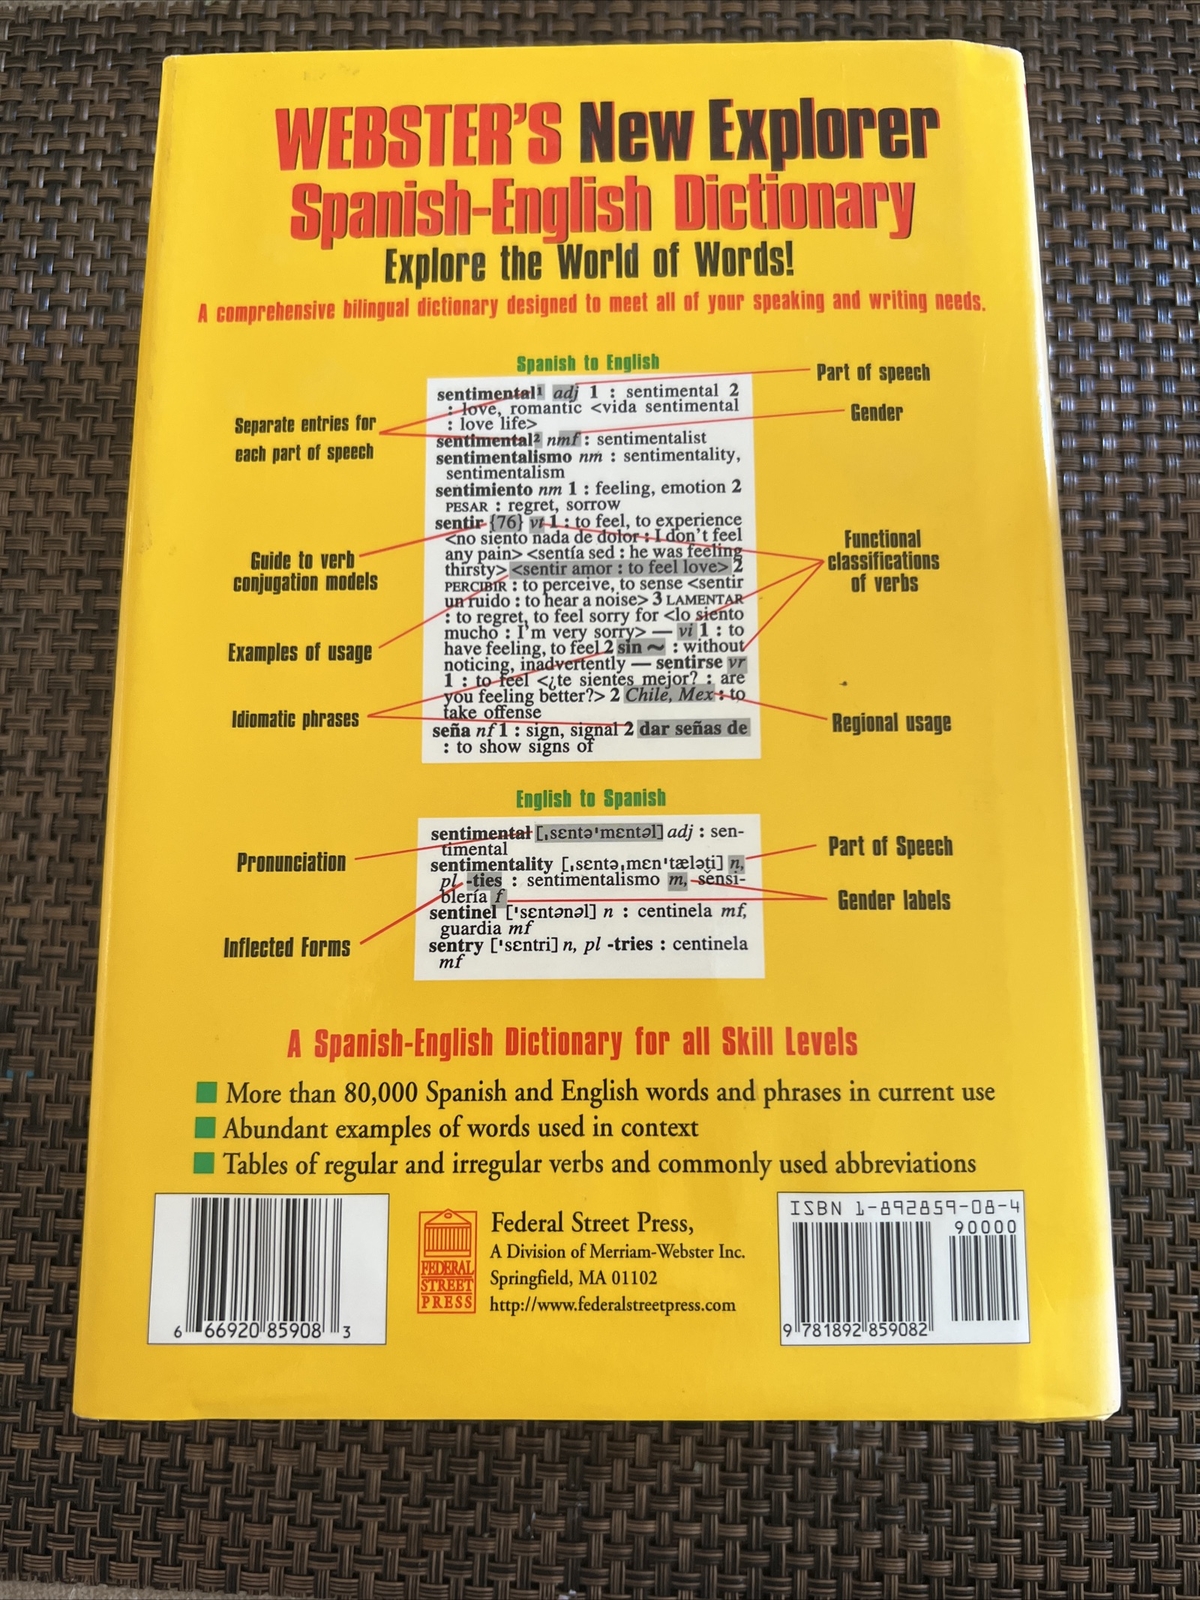 WEBSTER'S New Explorer
Spanish-English Dictionary
Explore the World of Words!
A comprehensive bilingual dictionary designed to meet all of your speaking and writing needs.
Spanish to English
Part of speech
Gender
Separate entries for
each part of speech
Guide to verb
conjugation models
Examples of usage
Idiomatic phrases
Functional
classifications
of verbs
Regional usage
sentimental¹ adj 1 : sentimental 2
: love, romantic <vida sentimental
: love life>
sentimental² nmf : sentimentalist
sentimentalismo nm : sentimentality,
sentimentalism
sentimiento nm 1 : feeling, emotion 2
PESAR : regret, sorrow
sentir {76} vt 1 : to feel, to experience
<no siento nada de dolor : I don't feel
any pain> <sentía sed : he was feeling
thirsty> <sentir amor : to feel love> 2
PERCIBIR : to perceive, to sense <sentir
un ruido : to hear a noise> 3 LAMENTAR
: to regret, to feel sorry for <lo siento
mucho : I'm very sorry> — vi 1 : to
have feeling, to feel 2 sin ~ : without
noticing, inadvertently — sentirse vr
1 : to feel <¿te sientes mejor? : are
you feeling better?> 2 Chile, Mex : to
take offense
seña nf 1 : sign, signal 2 dar señas de
: to show signs of
English to Spanish
Pronunciation
Inflected Forms
Part of Speech
Gender labels
sentimental [ˌsɛntəˈmɛntəl] adj : sen-
timental
sentimentality [ˌsɛntəˌmɛnˈtæləti] n,
pl -ties : sentimentalismo m, sensi-
blería f
sentinel [ˈsɛntənəl] n : centinela mf,
guardia mf
sentry [ˈsɛntri] n, pl -tries : centinela
mf
A Spanish-English Dictionary for all Skill Levels
More than 80,000 Spanish and English words and phrases in current use
Abundant examples of words used in context
Tables of regular and irregular verbs and commonly used abbreviations
6 66920 85908 3
FEDERAL
STREET
PRESS
Federal Street Press,
A Division of Merriam-Webster Inc.
Springfield, MA 01102
http://www.federalstreetpress.com
ISBN 1-892859-08-4
90000
9 781892 859082